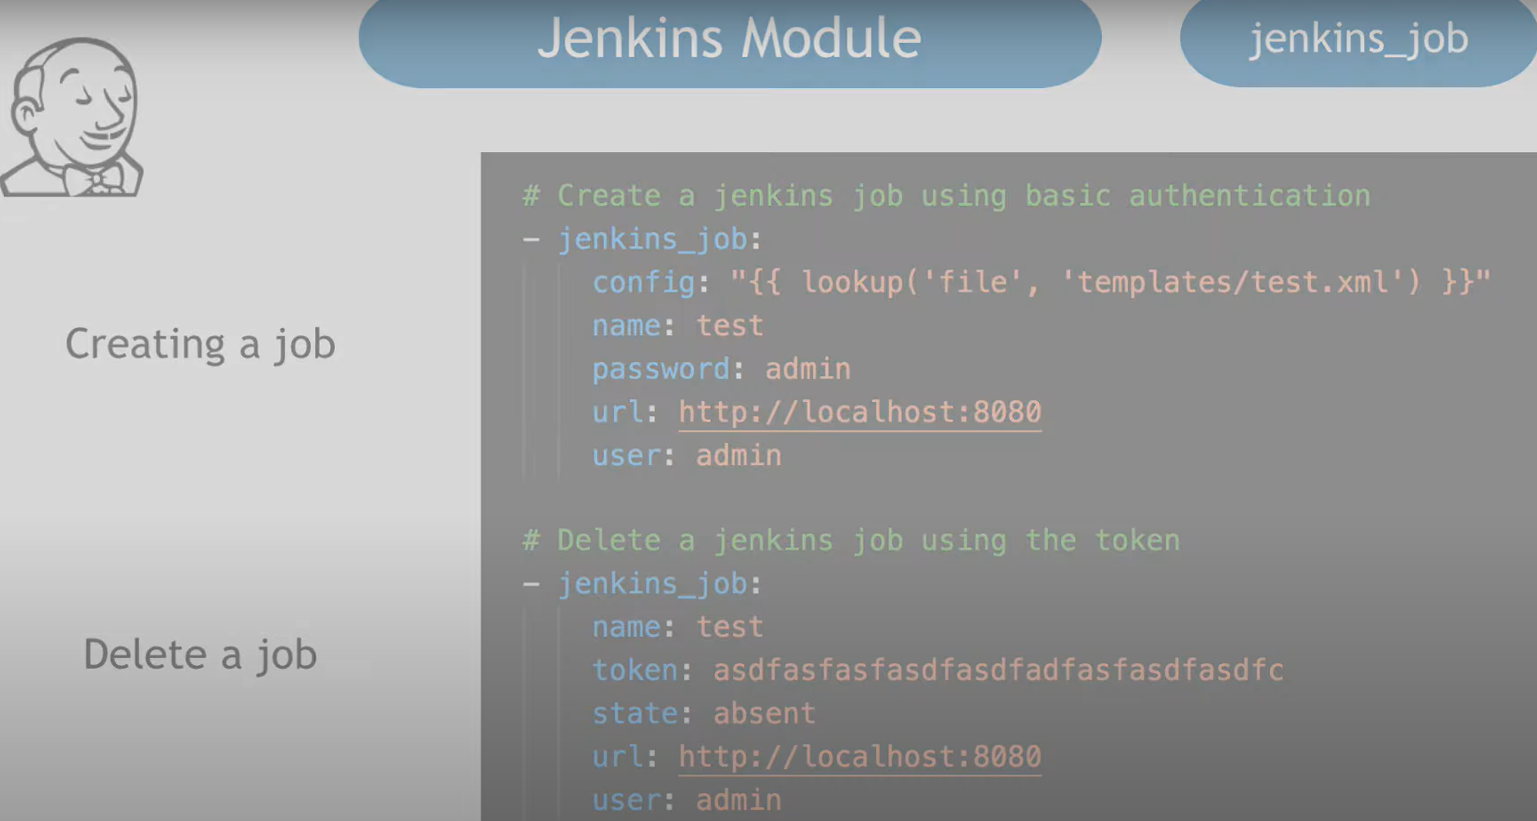 Jenkins Module
jenkins_job
# Create a jenkins job using basic authentication
- jenkins_job:
config: "{{ lookup('file', 'templates/test.xml') }}"
name: test
Creating a job
password: admin
url: http://localhost:8080
user: admin
# Delete a jenkins job using the token
- jenkins_job:
name: test
Delete a job
token: asdfasfasfasdfasdfadfasfasdfasdfc
state: absent
url: http://localhost:8080
user: admin